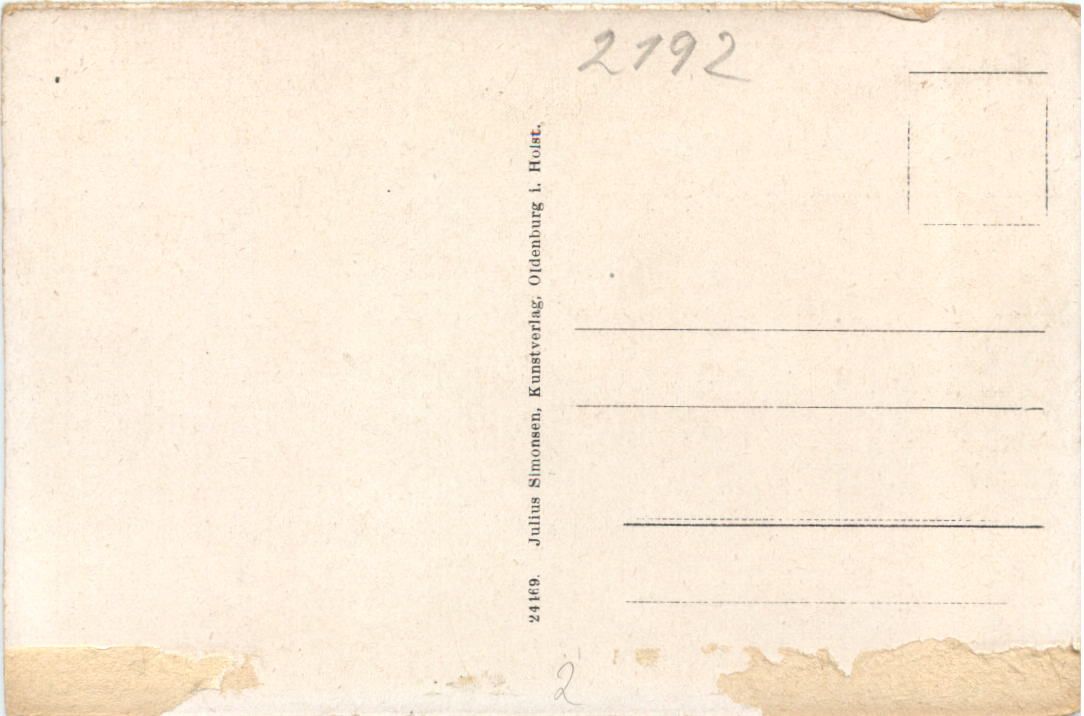 2192
24169. Julius Simonsen, Kunstverlag, Oldenburg i. Holst.
2